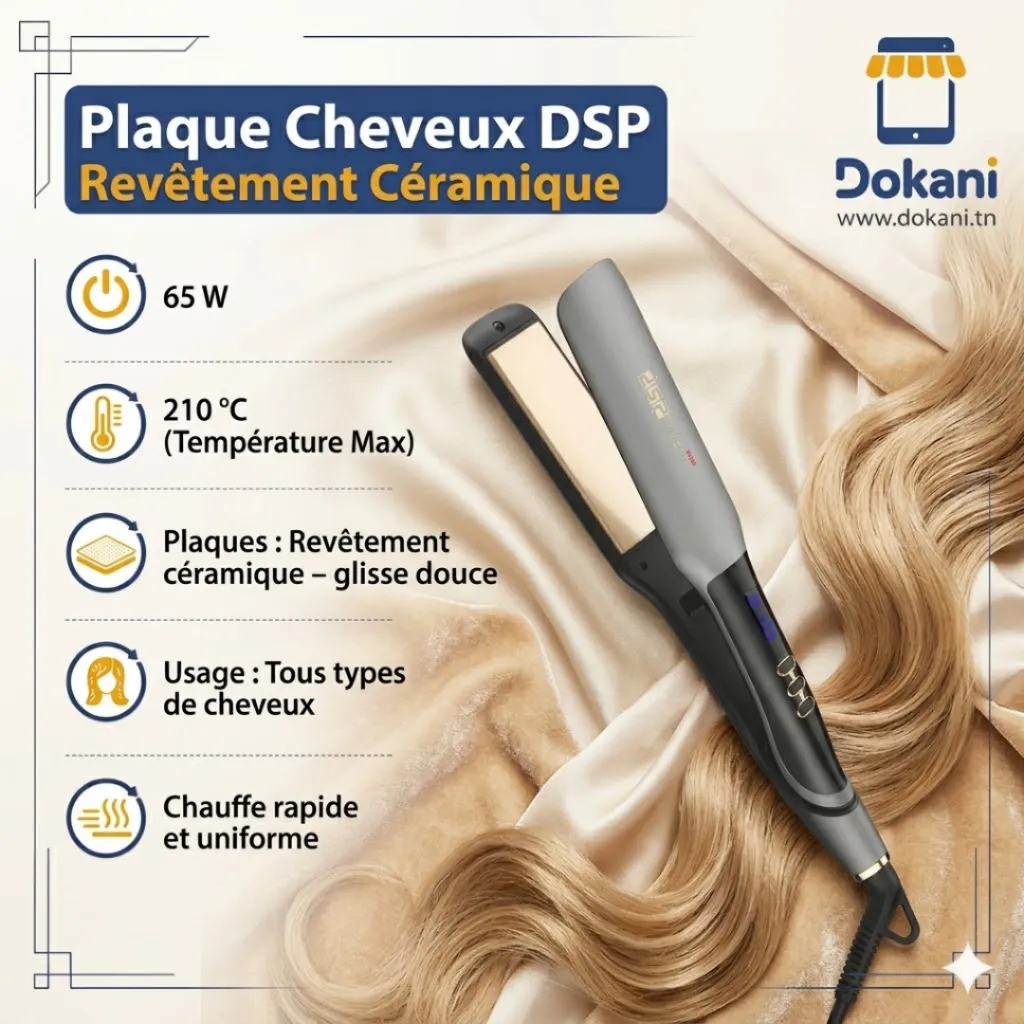 Plaque Cheveux DSP
Revêtement Céramique
Dokani
www.dokani.tn
65 W
210 °C
(Température Max)
Plaques : Revêtement
céramique – glisse douce
Usage : Tous types
de cheveux
Chauffe rapide
et uniforme
dsp